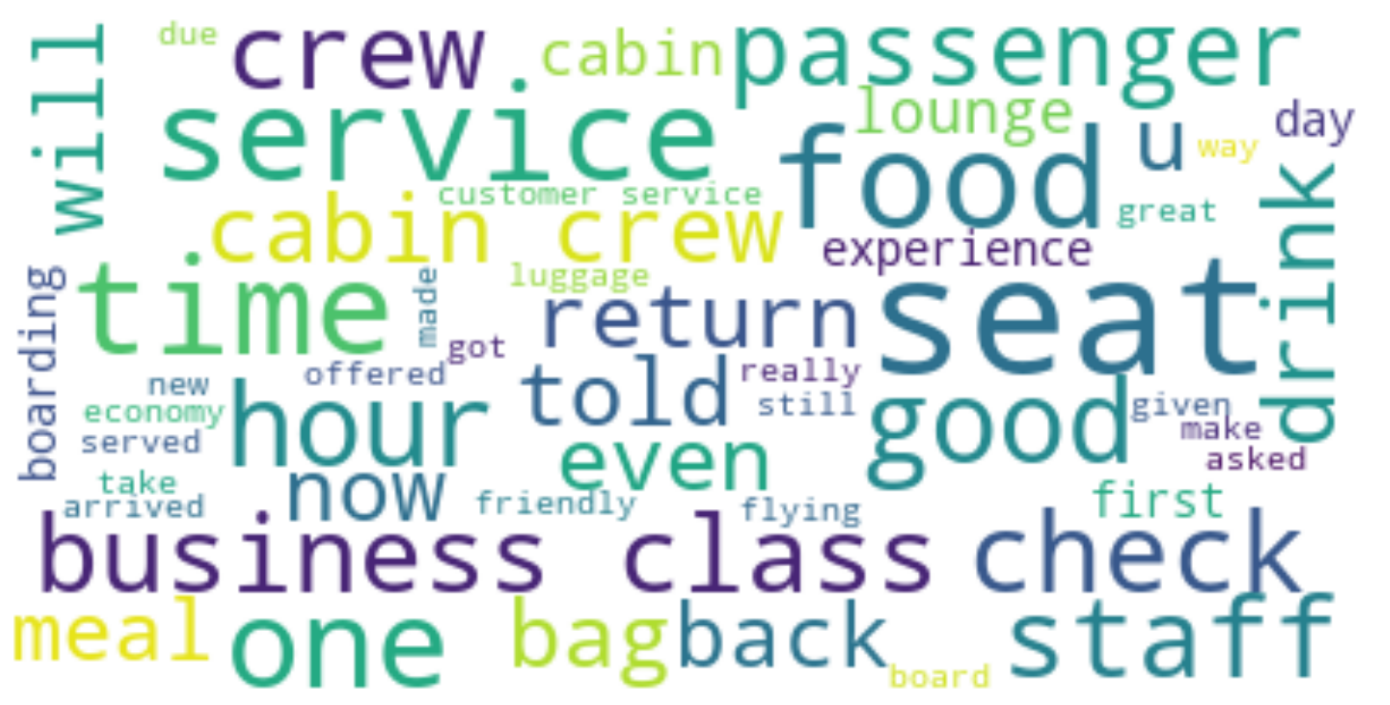 will
due
crew
cabin
passenger
service
lounge
food
u
way
day
customer service
cabin crew
great
experience
drink
time
luggage
boarding
made
return
seat
got
offered
told
really
new
hour
still
good
given
economy
make
served
even
asked
take
now
friendly
flying
first
arrived
business class
check
meal
one
bag
back
board
staff